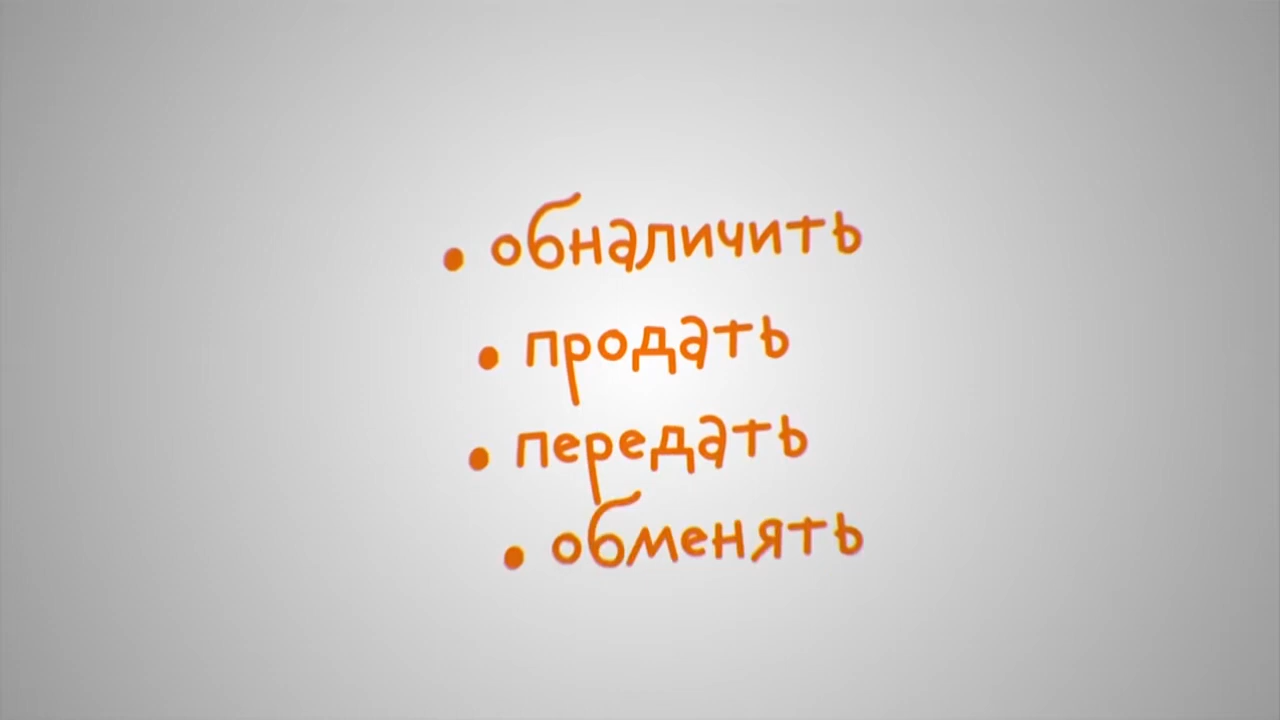 • обналичить
• продать
• передать
• обменять